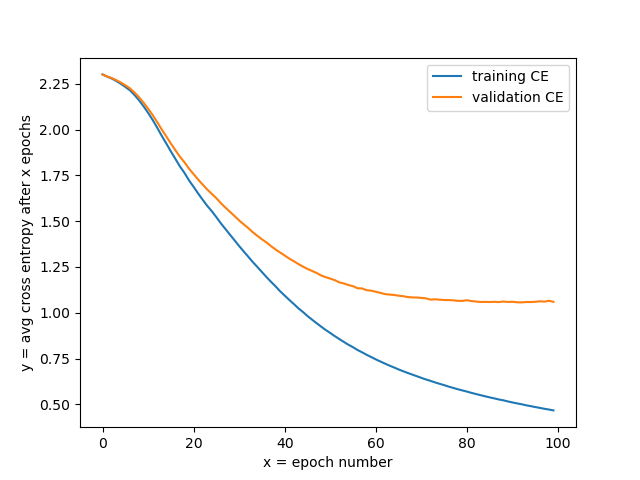 training CE
validation CE
2.25
2.00
1.75
1.50
1.25
1.00
0.75
0.50
y = avg cross entropy after x epochs
0 20 40 60 80 100
x = epoch number